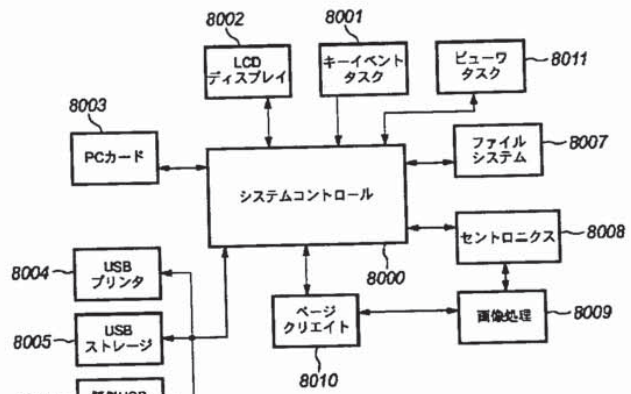 8002
LCD
ディスプレイ
8001
キーイベント
タスク
ビューワ
タスク
8011
8003
PCカード
ファイル
システム
8007
システムコントロール
8000
セントロニクス
8008
8004
USB
プリンタ
8005
USB
ストレージ
ページ
クリエイト
8010
画像処理
8009
USB